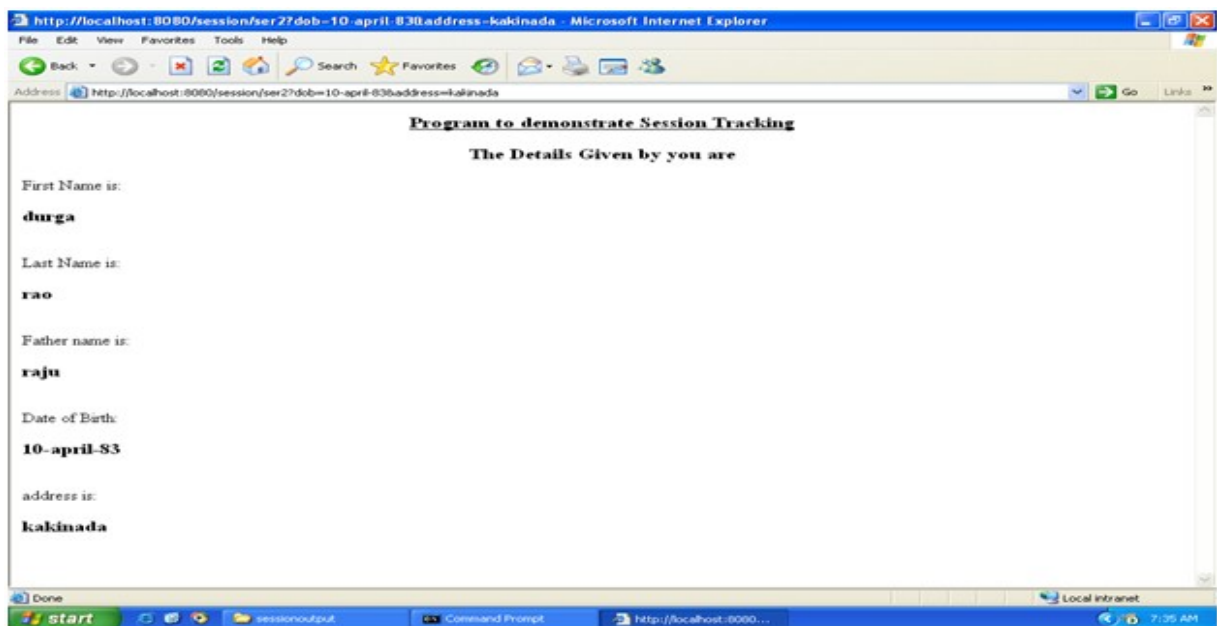 http://localhost:8080/session/ser2?dob=10-april-83&address=kakinada - Microsoft Internet Explorer
File Edit View Favorites Tools Help
Back Search Favorites
Address http://localhost:8080/session/ser2?dob=10-april-83&address=kakinada Go Links »
Program to demonstrate Session Tracking
The Details Given by you are
First Name is:
durga
Last Name is:
rao
Father name is:
raju
Date of Birth:
10-april-83
address is:
kakinada
Done Local intranet
start sessionoutput Command Prompt http://localhost:8080... 7:35 AM